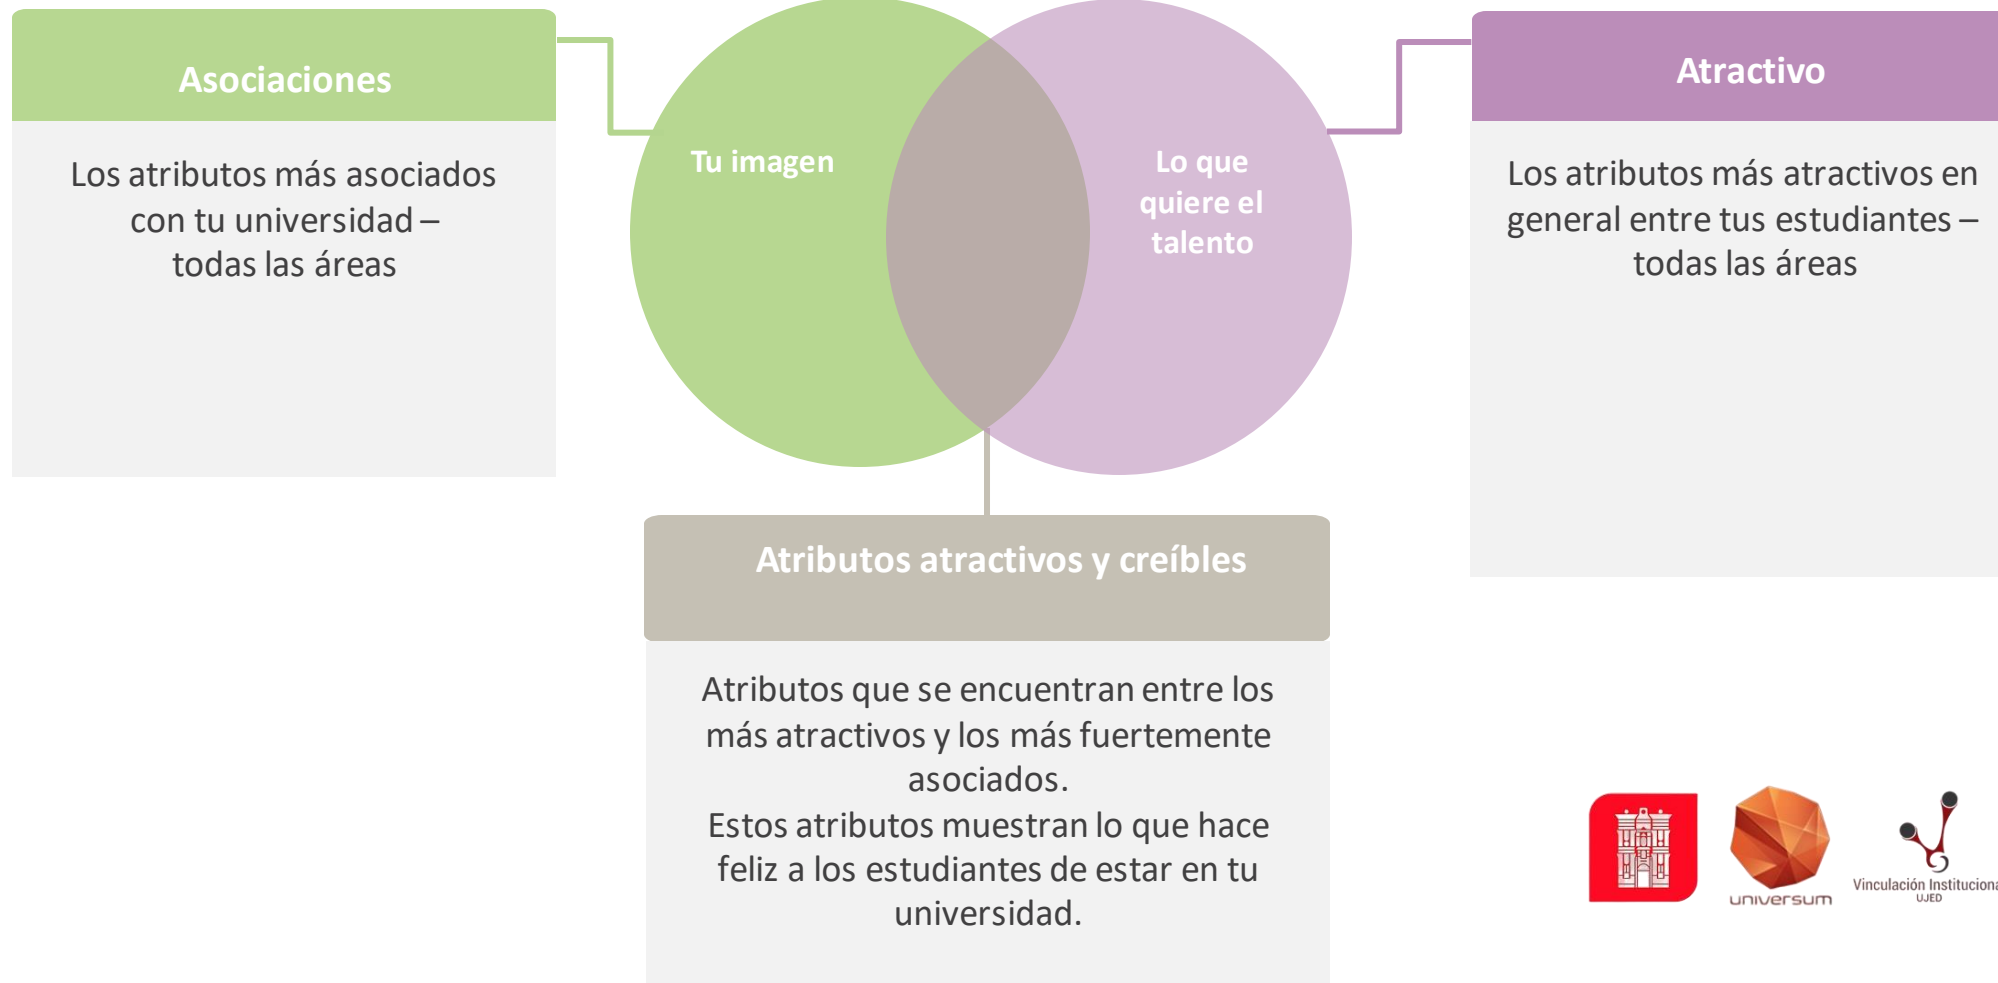 Asociaciones
Los atributos más asociados
con tu universidad –
todas las áreas
Tu imagen
Lo que
quiere el
talento
Atractivo
Los atributos más atractivos en
general entre tus estudiantes –
todas las áreas
Atributos atractivos y creíbles
Atributos que se encuentran entre los
más atractivos y los más fuertemente
asociados.
Estos atributos muestran lo que hace
feliz a los estudiantes de estar en tu
universidad.
universum
Vinculación Instituciona
UJED